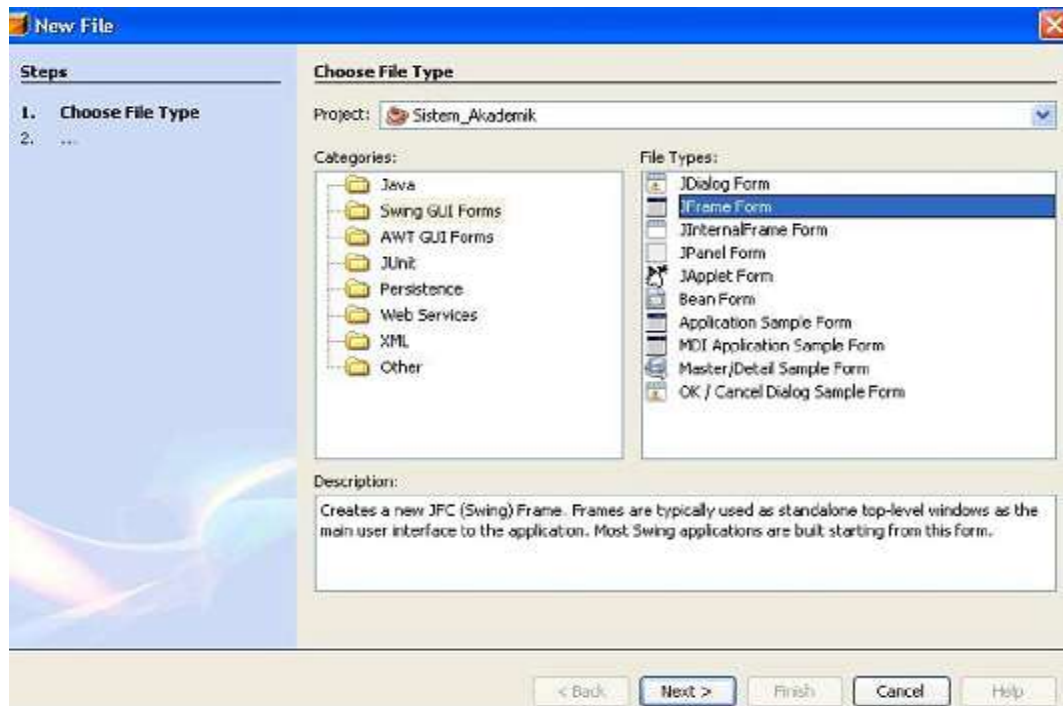 New File
Steps
1. Choose File Type
2. ...
Choose File Type
Project: Sistem_Akademik
Categories:
Java
Swing GUI Forms
AWT GUI Forms
JUnit
Persistence
Web Services
XML
Other
File Types:
JDialog Form
JFrame Form
JInternalFrame Form
JPanel Form
JApplet Form
Bean Form
Application Sample Form
MDI Application Sample Form
Master/Detail Sample Form
OK / Cancel Dialog Sample Form
Description:
Creates a new JFC (Swing) Frame. Frames are typically used as standalone top-level windows as the
main user interface to the application. Most Swing applications are built starting from this form.
< Back Next > Finish Cancel Help